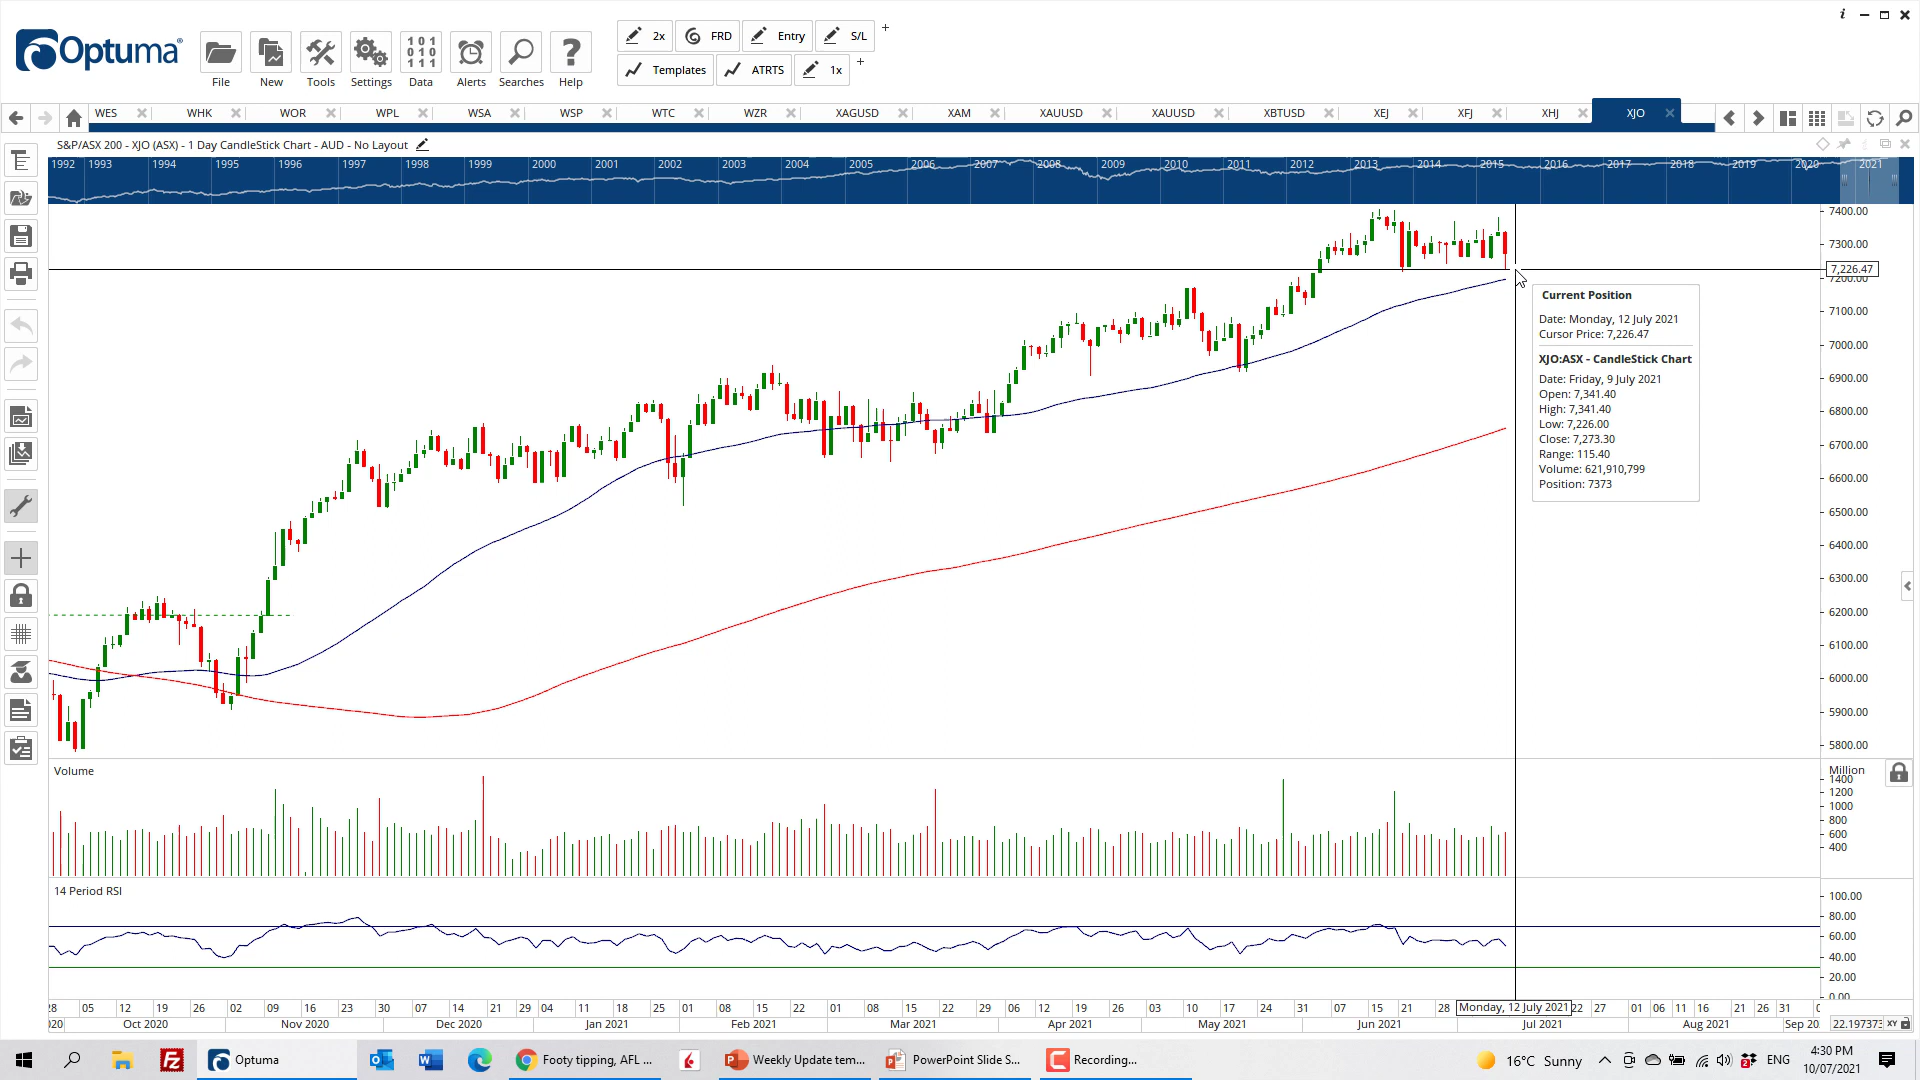 i
Optuma®
File
New
Tools
Settings
Data
Alerts
Searches
Help
2x FRD Entry S/L +
Templates ATRTS 1x +
WES WHK WOR WPL WSA WSP WTC WZR XAGUSD XAM XAUUSD XAUUSD XBTUSD XEJ XFJ XHJ XJO
S&P/ASX 200 - XJO (ASX) - 1 Day CandleStick Chart - AUD - No Layout
1992 1993 1994 1995 1996 1997 1998 1999 2000 2001 2002 2003 2004 2005 2006 2007 2008 2009 2010 2011 2012 2013 2014 2015 2016 2017 2018 2019 2020 2021
7400.00
7300.00
7,226.47
7200.00
7100.00
7000.00
6900.00
6800.00
6700.00
6600.00
6500.00
6400.00
6300.00
6200.00
6100.00
6000.00
5900.00
5800.00
Current Position
Date: Monday, 12 July 2021
Cursor Price: 7,226.47
XJO:ASX - CandleStick Chart
Date: Friday, 9 July 2021
Open: 7,341.40
High: 7,341.40
Low: 7,226.00
Close: 7,273.30
Range: 115.40
Volume: 621,910,799
Position: 7373
Volume
Million
1400
1200
1000
800
600
400
14 Period RSI
100.00
80.00
60.00
40.00
20.00
0.00
28 05 12 19 26 02 09 16 23 30 07 14 21 29 04 11 18 25 01 08 15 22 01 08 15 22 29 06 12 19 26 03 10 17 24 31 07 15 21 28 Monday, 12 July 2021 22 27 01 06 11 16 21 26 31
Oct 2020 Nov 2020 Dec 2020 Jan 2021 Feb 2021 Mar 2021 Apr 2021 May 2021 Jun 2021 Jul 2021 Aug 2021 Sep 20
22.197373 XY
Optuma
Footy tipping, AFL ...
Weekly Update tem...
PowerPoint Slide S...
Recording...
16°C Sunny
ENG
4:30 PM
10/07/2021